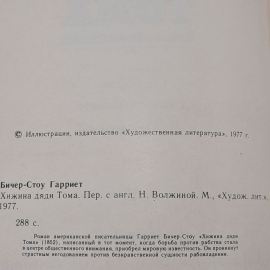 © Иллюстрации, издательство «Художественная литература», 1977 г.
Бичер-Стоу Гарриет
Хижина дяди Тома. Пер. с англ. Н. Волжиной. М., «Худож. лит.»,
1977.
288 с.
Роман американской писательницы Гарриет Бичер-Стоу «Хижина дяди
Тома» (1852), написанный в тот момент, когда борьба против рабства стала
в центре общественного внимания, приобрел мировую известность. Он проникнут
страстным негодованием против безнравственной сущности рабовладения.